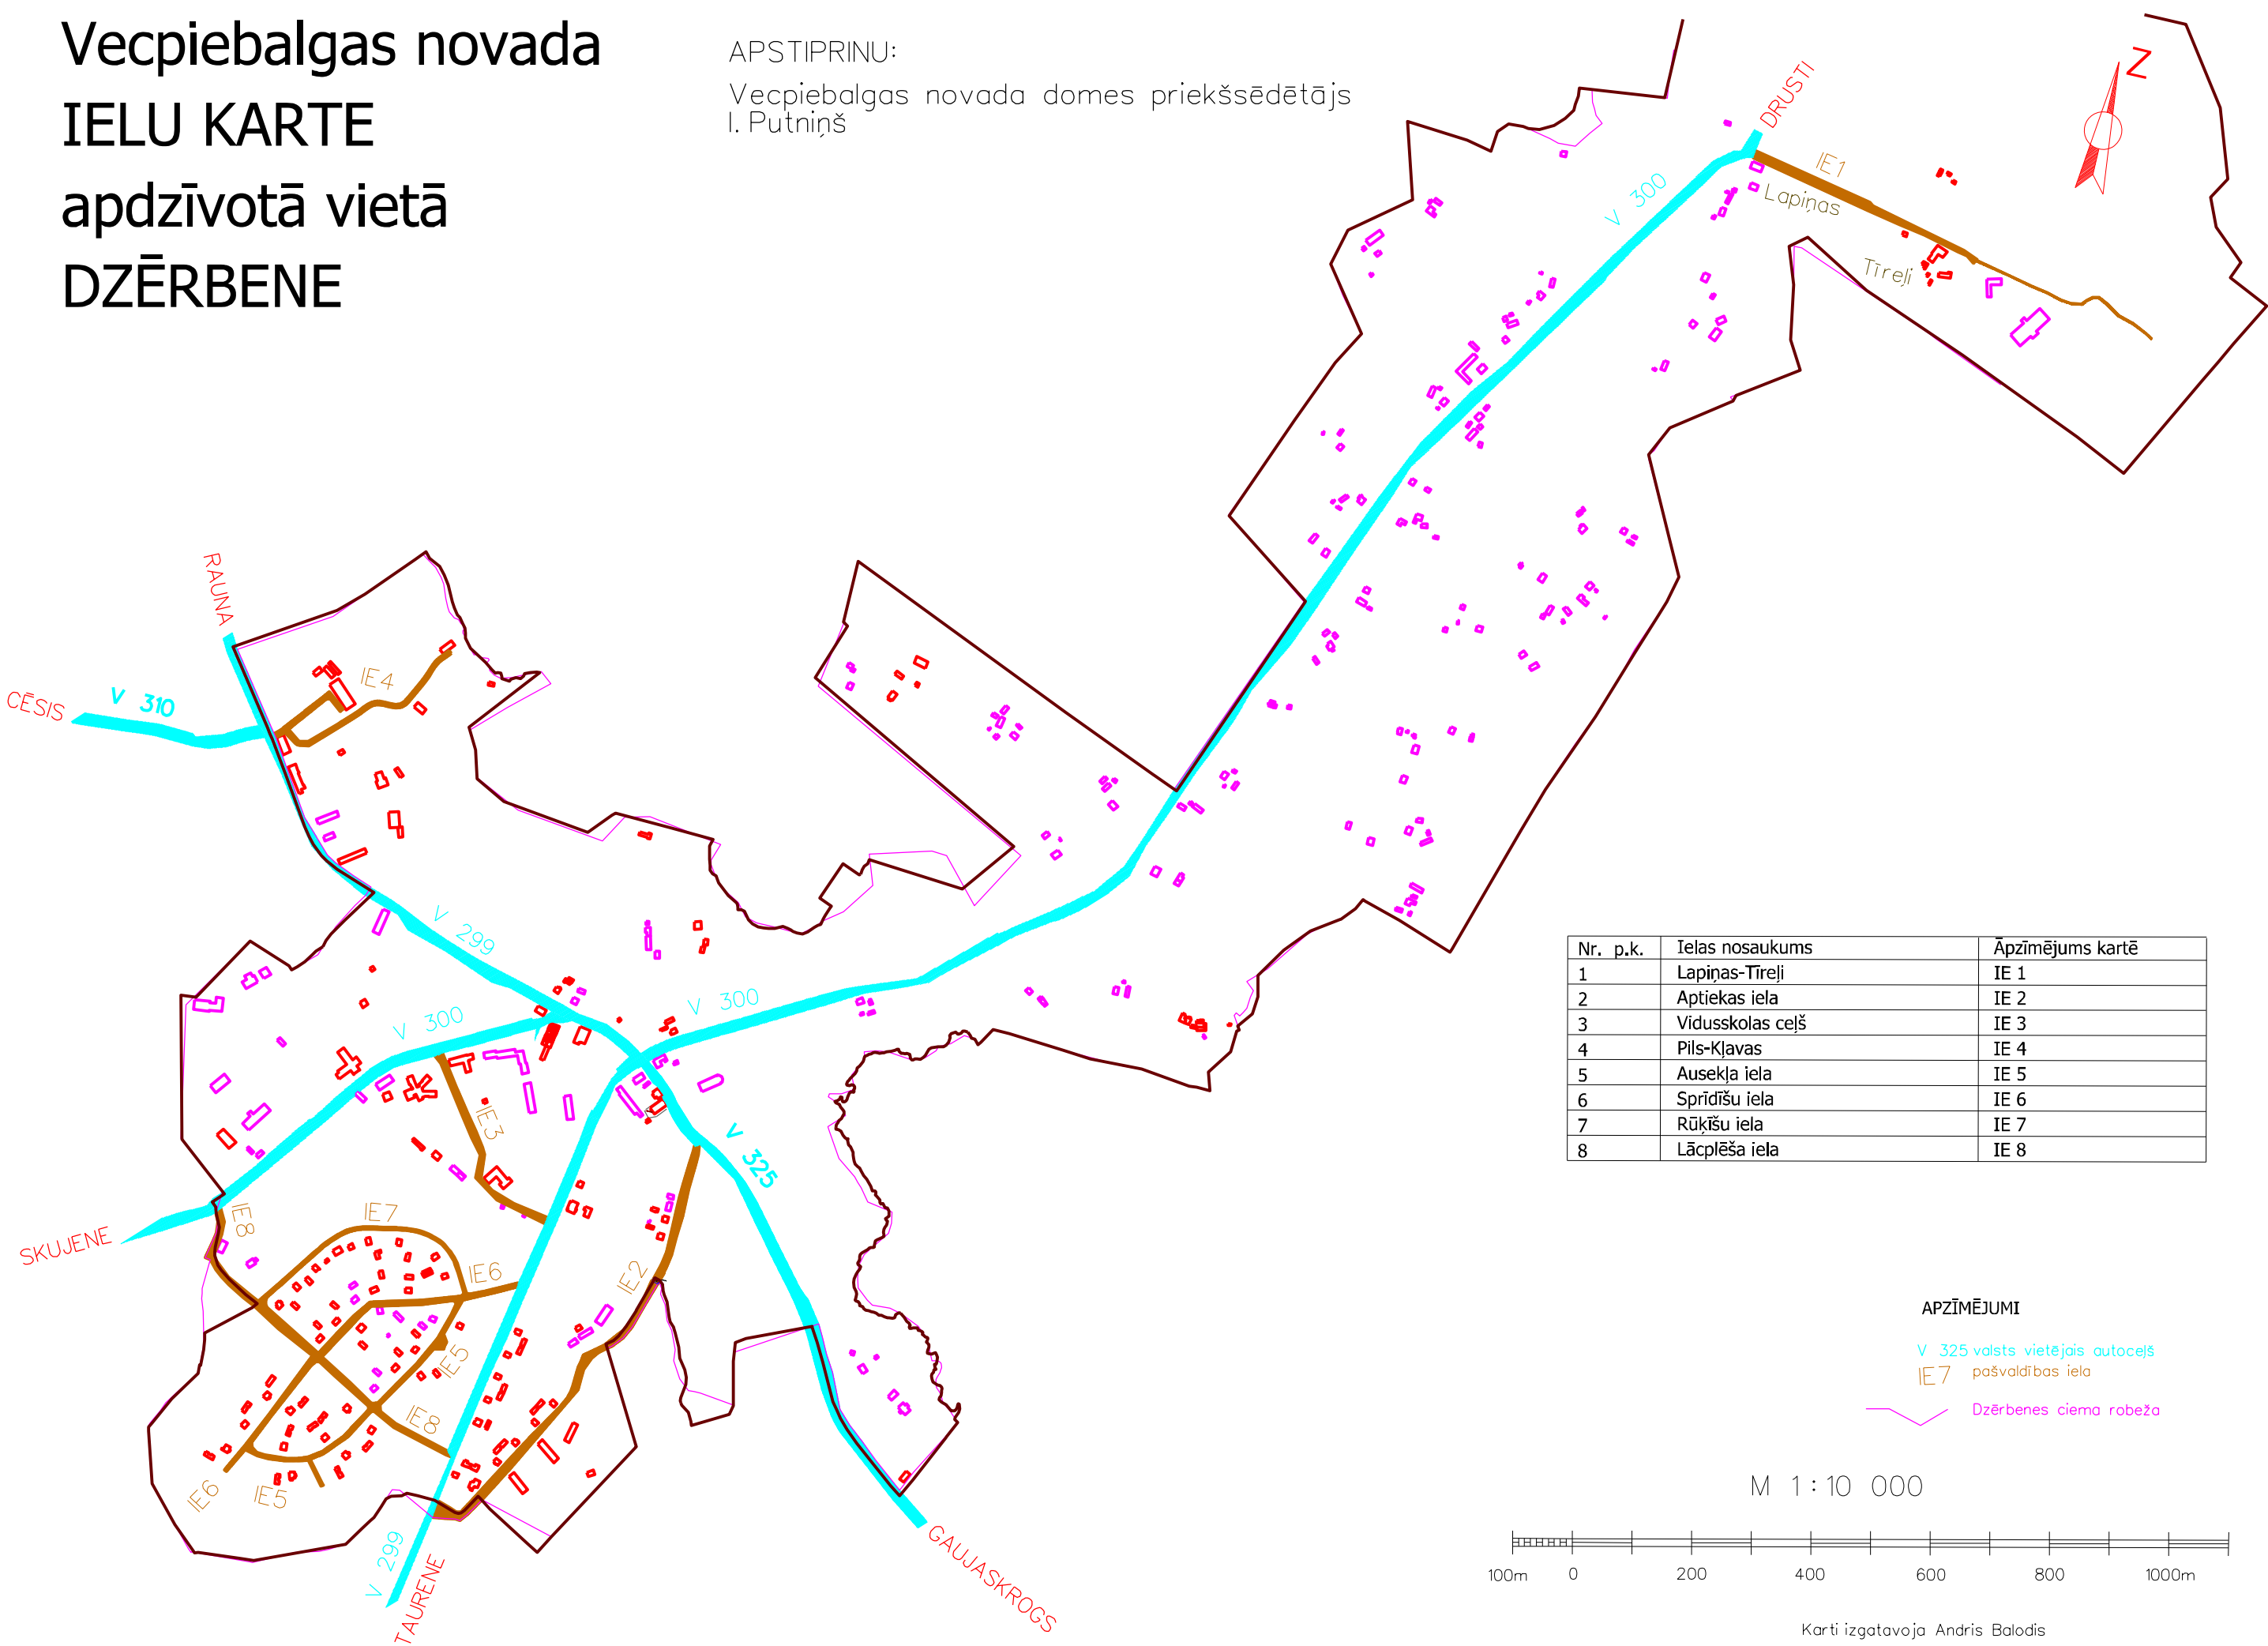 Vecpiebalgas novada
IELU KARTE
apdzīvotā vietā
DZĒRBENE
APSTIPRINU:
Vecpiebalgas novada domes priekšsēdētājs
I. Putniņš
DRUSTI
Z
IE1
Lapiņas
V 300
Tīreļi
RAUNA
CĒSIS
V 310
IE4
V 299
V 300
V 300
IE3
V 325
SKUJENE
IE8
IE7
IE6
IE2
IE5
IE8
IE6
IE5
V 299
TAURENE
GAUJASKROGS
Nr. p.k. Ielas nosaukums Apzīmējums kartē
1 Lapiņas-Tīreļi IE 1
2 Aptiekas iela IE 2
3 Vidusskolas ceļš IE 3
4 Pils-Kļavas IE 4
5 Ausekļa iela IE 5
6 Sprīdīšu iela IE 6
7 Rūķīšu iela IE 7
8 Lācplēša iela IE 8
APZĪMĒJUMI
V 325 valsts vietējais autoceļš
IE7 pašvaldības iela
Dzērbenes ciema robeža
M 1:10 000
100m 0 200 400 600 800 1000m
Karti izgatavoja Andris Balodis